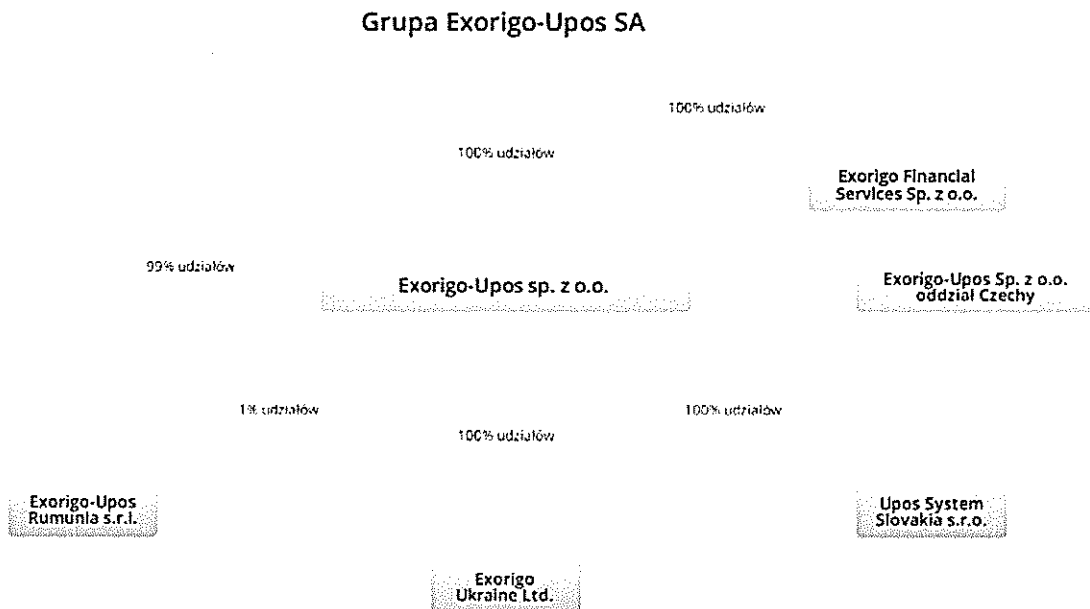 Grupa Exorigo-Upos SA
100% udziałów
100% udziałów
Exorigo Financial
Services Sp. z o.o.
99% udziałów
Exorigo-Upos sp. z o.o.
Exorigo-Upos Sp. z o.o.
oddział Czechy
1% udziałów
100% udziałów
100% udziałów
Exorigo-Upos
Rumunia s.r.l.
Upos System
Slovakia s.r.o.
Exorigo
Ukraine Ltd.